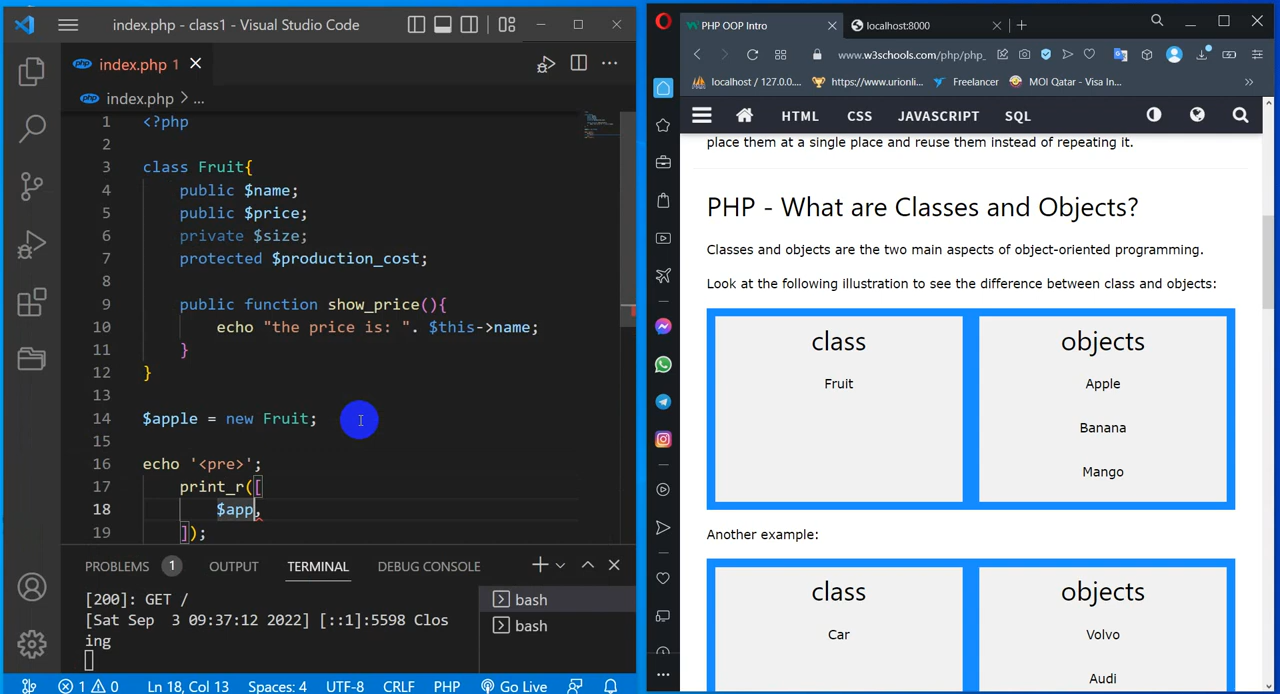 index.php - class1 - Visual Studio Code
index.php 1
index.php > ...
1 <?php
2
3 class Fruit{
4 public $name;
5 public $price;
6 private $size;
7 protected $production_cost;
8
9 public function show_price(){
10 echo "the price is: ". $this->name;
11 }
12 }
13
14 $apple = new Fruit;
15
16 echo '<pre>';
17 print_r([
18 $app,
19 ]);
PROBLEMS 1 OUTPUT TERMINAL DEBUG CONSOLE
[200]: GET /
[Sat Sep  3 09:37:12 2022] [::1]:5598 Clos
ing
bash
bash
1 0 Ln 18, Col 13 Spaces: 4 UTF-8 CRLF PHP Go Live
PHP OOP Intro
localhost:8000
www.w3schools.com/php/php_
localhost / 127.0.0.... https://www.urionli... Freelancer MOI Qatar - Visa In...
HTML CSS JAVASCRIPT SQL
place them at a single place and reuse them instead of repeating it.
PHP - What are Classes and Objects?
Classes and objects are the two main aspects of object-oriented programming.
Look at the following illustration to see the difference between class and objects:
class
Fruit
objects
Apple
Banana
Mango
Another example:
class
Car
objects
Volvo
Audi